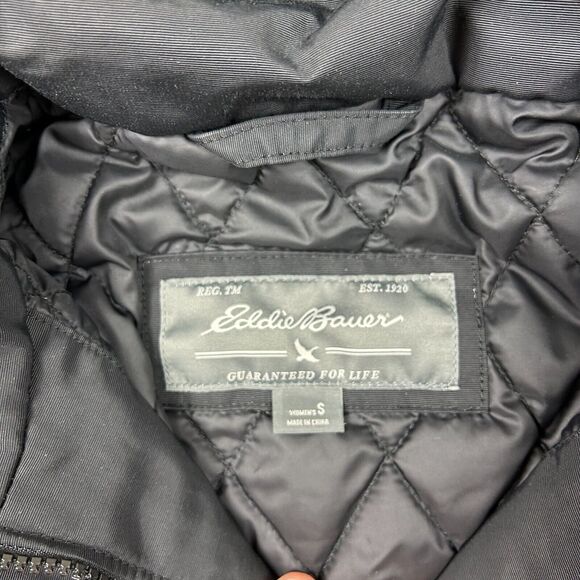 REG. TM EST. 1920
Eddie Bauer
GUARANTEED FOR LIFE
WOMEN'S S
MADE IN CHINA